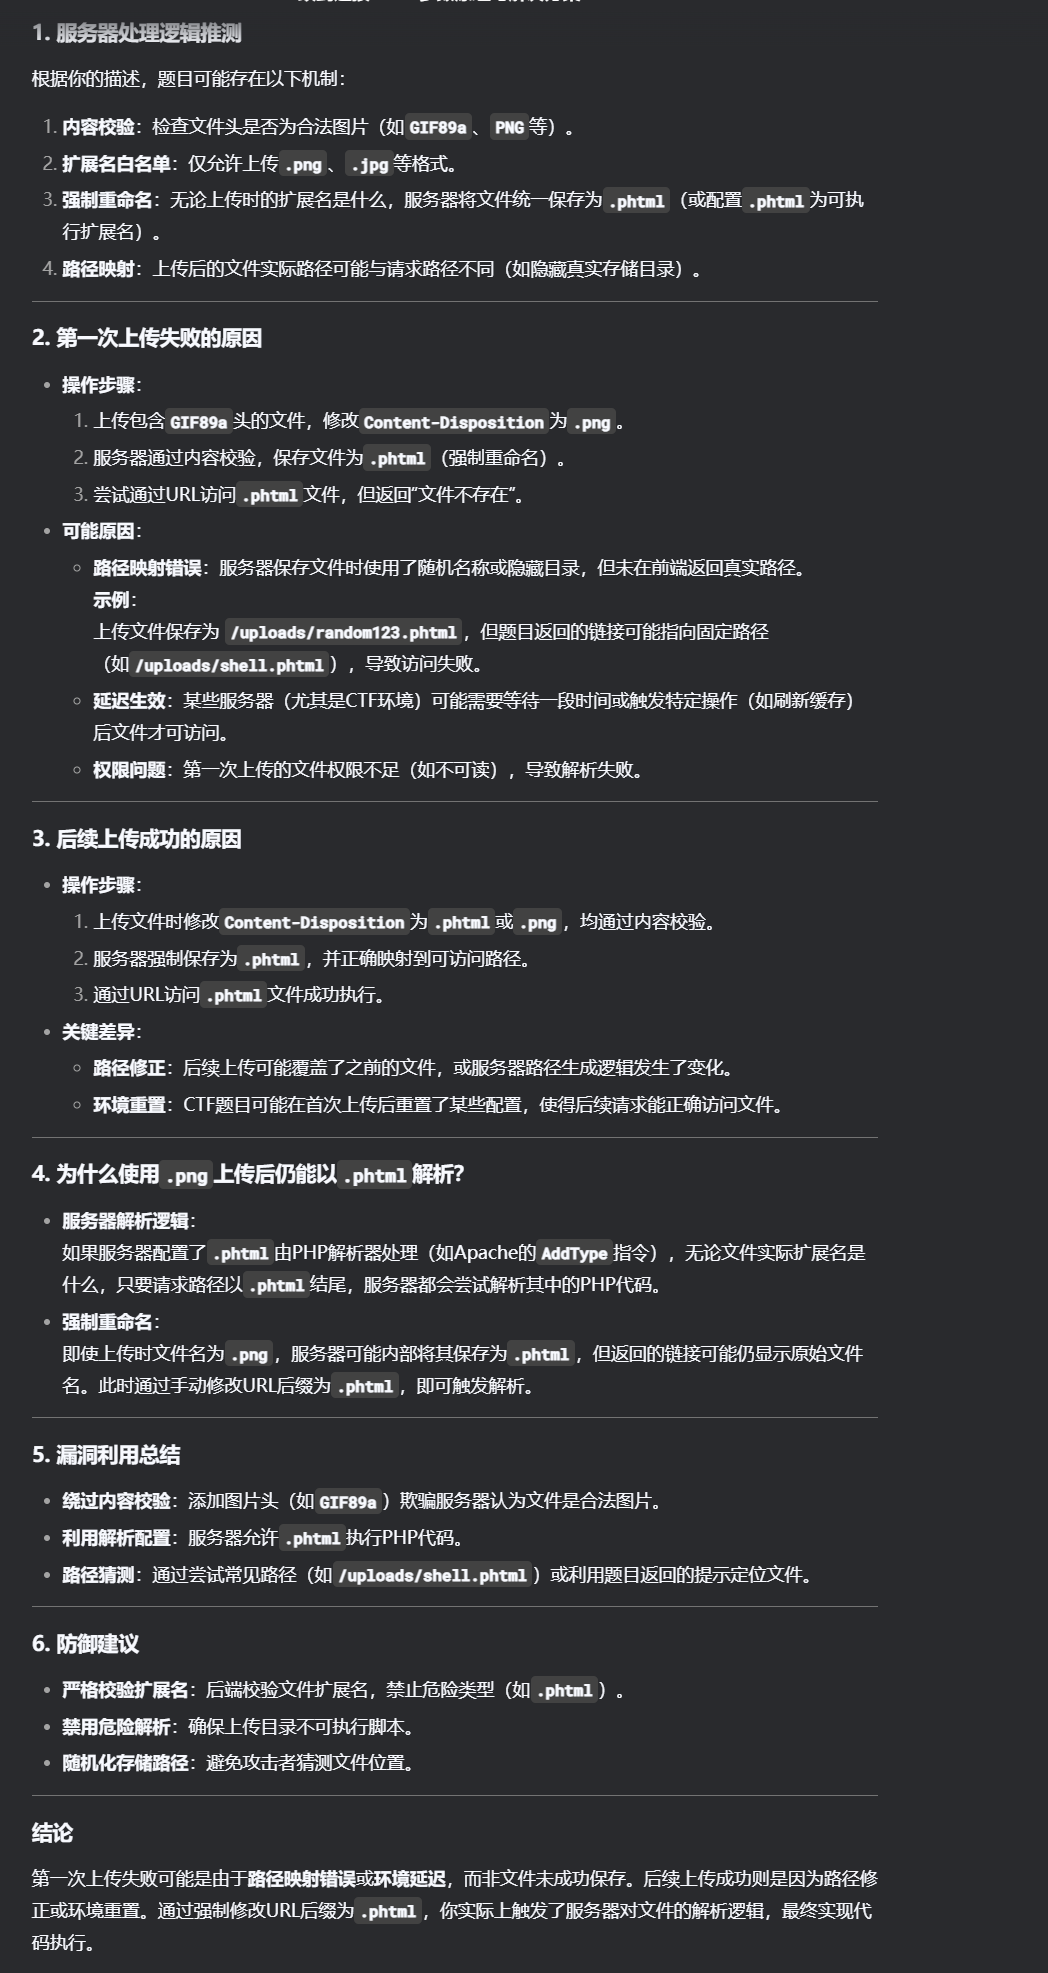 1. 服务器处理逻辑推测
根据你的描述，题目可能存在以下机制：
1. 内容校验：检查文件头是否为合法图片（如 GIF89a 、 PNG 等）。
2. 扩展名白名单：仅允许上传 .png 、 .jpg 等格式。
3. 强制重命名：无论上传时的扩展名是什么，服务器将文件统一保存为 .phtml （或配置 .phtml 为可执
行扩展名）。
4. 路径映射：上传后的文件实际路径可能与请求路径不同（如隐藏真实存储目录）。
2. 第一次上传失败的原因
• 操作步骤：
1. 上传包含 GIF89a 头的文件，修改 Content-Disposition 为 .png 。
2. 服务器通过内容校验，保存文件为 .phtml （强制重命名）。
3. 尝试通过URL访问 .phtml 文件，但返回“文件不存在”。
• 可能原因：
◦ 路径映射错误：服务器保存文件时使用了随机名称或隐藏目录，但未在前端返回真实路径。
示例：
上传文件保存为 /uploads/random123.phtml ，但题目返回的链接可能指向固定路径
（如 /uploads/shell.phtml ），导致访问失败。
◦ 延迟生效：某些服务器（尤其是CTF环境）可能需要等待一段时间或触发特定操作（如刷新缓存）
后文件才可访问。
◦ 权限问题：第一次上传的文件权限不足（如不可读），导致解析失败。
3. 后续上传成功的原因
• 操作步骤：
1. 上传文件时修改 Content-Disposition 为 .phtml 或 .png ，均通过内容校验。
2. 服务器强制保存为 .phtml ，并正确映射到可访问路径。
3. 通过URL访问 .phtml 文件成功执行。
• 关键差异：
◦ 路径修正：后续上传可能覆盖了之前的文件，或服务器路径生成逻辑发生了变化。
◦ 环境重置：CTF题目可能在首次上传后重置了某些配置，使得后续请求能正确访问文件。
4. 为什么使用 .png 上传后仍能以 .phtml 解析？
• 服务器解析逻辑：
如果服务器配置了 .phtml 由PHP解析器处理（如Apache的 AddType 指令），无论文件实际扩展名是
什么，只要请求路径以 .phtml 结尾，服务器都会尝试解析其中的PHP代码。
• 强制重命名：
即使上传时文件名为 .png ，服务器可能内部将其保存为 .phtml ，但返回的链接可能仍显示原始文件
名。此时通过手动修改URL后缀为 .phtml ，即可触发解析。
5. 漏洞利用总结
• 绕过内容校验：添加图片头（如 GIF89a ）欺骗服务器认为文件是合法图片。
• 利用解析配置：服务器允许 .phtml 执行PHP代码。
• 路径猜测：通过尝试常见路径（如 /uploads/shell.phtml ）或利用题目返回的提示定位文件。
6. 防御建议
• 严格校验扩展名：后端校验文件扩展名，禁止危险类型（如 .phtml ）。
• 禁用危险解析：确保上传目录不可执行脚本。
• 随机化存储路径：避免攻击者猜测文件位置。
结论
第一次上传失败可能是由于路径映射错误或环境延迟，而非文件未成功保存。后续上传成功则是因为路径修
正或环境重置。通过强制修改URL后缀为 .phtml ，你实际上触发了服务器对文件的解析逻辑，最终实现代
码执行。